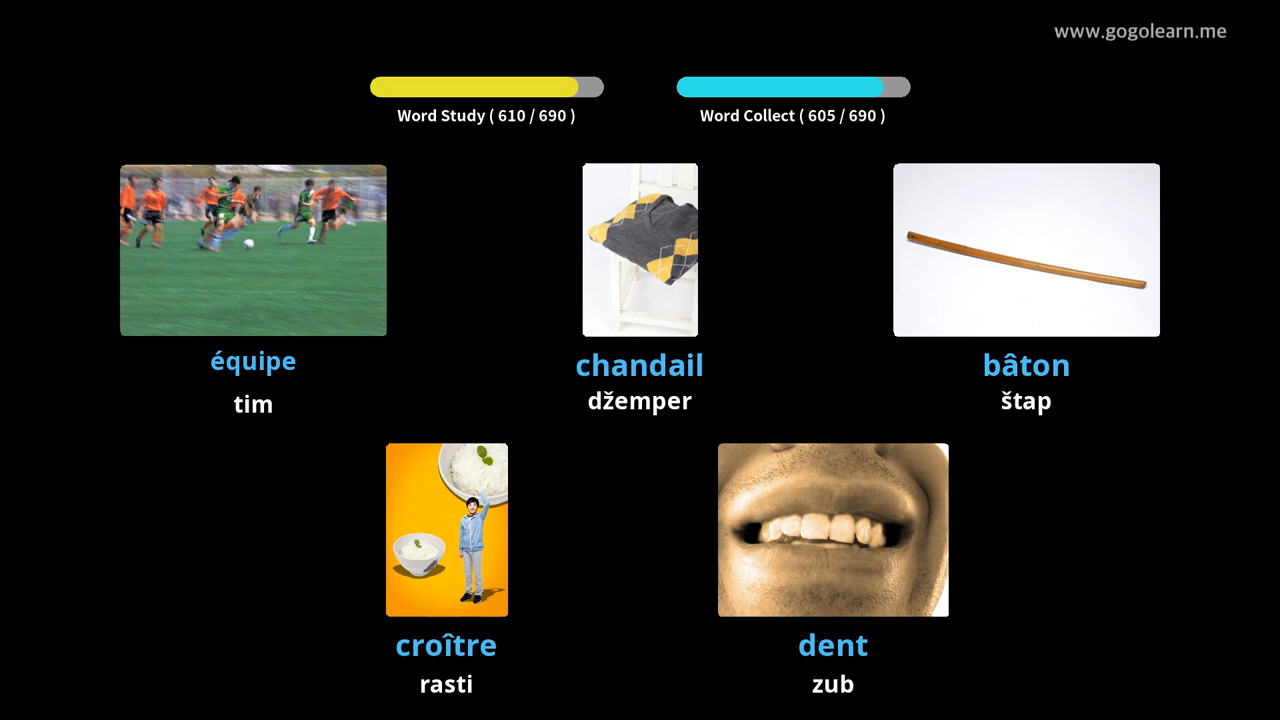 www.gogolearn.me
Word Study ( 610 / 690 )
Word Collect ( 605 / 690 )
équipe
tim
chandail
džemper
bâton
štap
croître
rasti
dent
zub